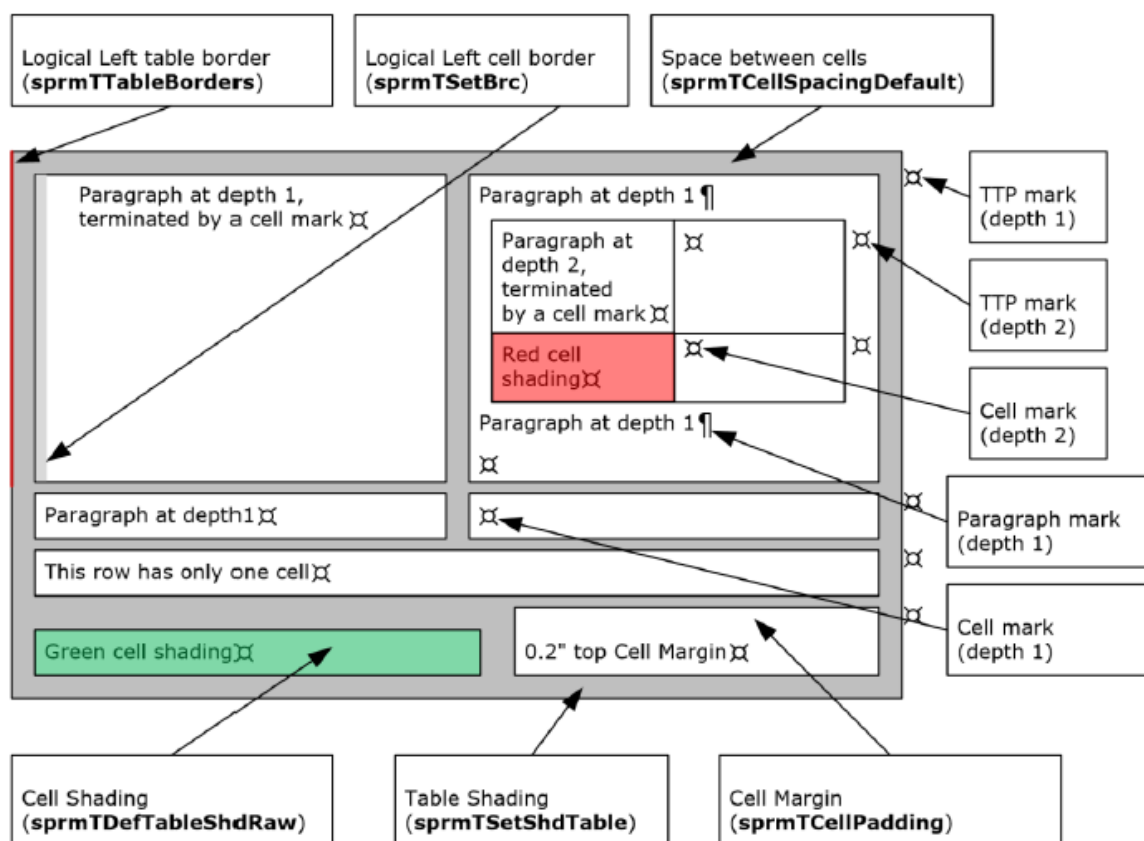 Logical Left table border
(sprmTTableBorders)
Logical Left cell border
(sprmTSetBrc)
Space between cells
(sprmTCellSpacingDefault)
Paragraph at depth 1,
terminated by a cell mark ¤
Paragraph at depth 1 ¶
Paragraph at
depth 2,
terminated
by a cell mark ¤
¤
¤
Red cell
shading¤
¤
¤
Paragraph at depth 1 ¶
¤
¤
TTP mark
(depth 1)
TTP mark
(depth 2)
Cell mark
(depth 2)
Paragraph at depth1¤
¤
¤
Paragraph mark
(depth 1)
This row has only one cell¤
¤
Cell mark
(depth 1)
Green cell shading¤
0.2" top Cell Margin ¤
¤
Cell Shading
(sprmTDefTableShdRaw)
Table Shading
(sprmTSetShdTable)
Cell Margin
(sprmTCellPadding)